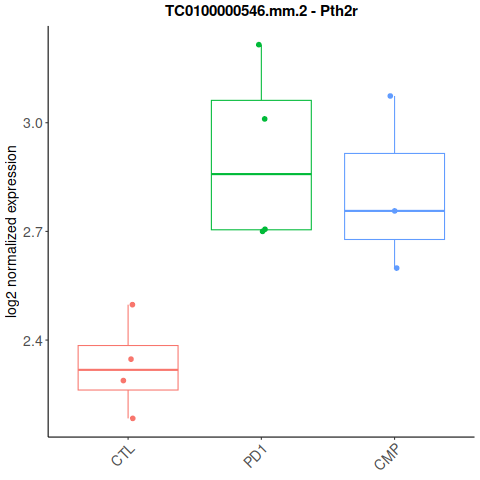 TC0100000546.mm.2 - Pth2r
log2 normalized expression
3.0
2.7
2.4
CTL
PD1
CMP